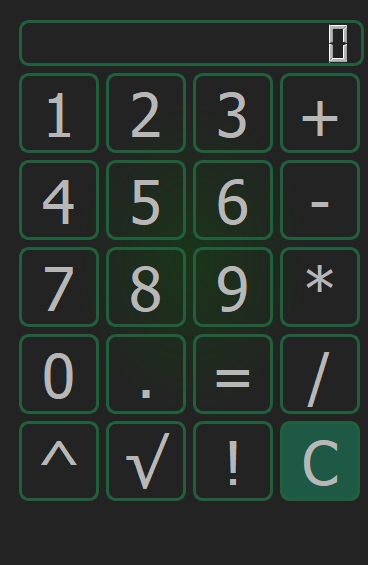 0
1 2 3 +
4 5 6 -
7 8 9 *
0 . = /
^ √ ! C